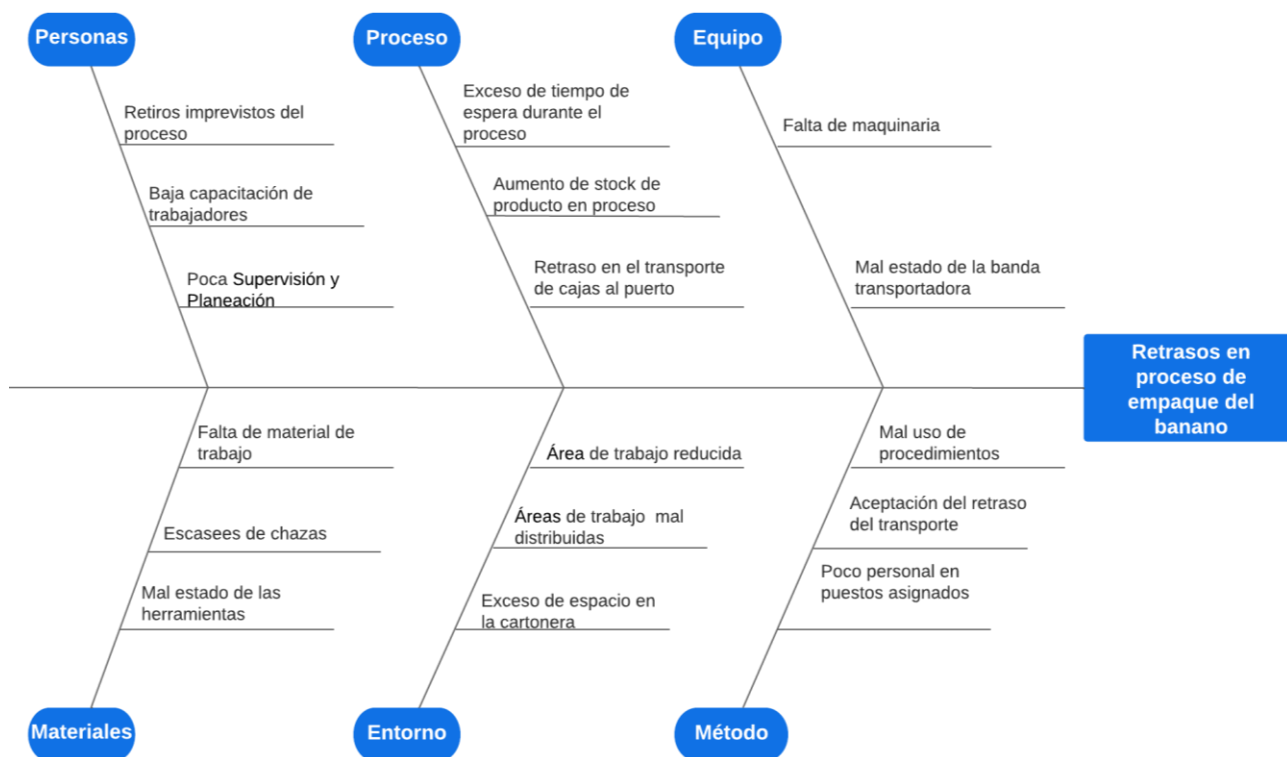 Personas
Proceso
Equipo
Retiros imprevistos del
proceso
Baja capacitación de
trabajadores
Poca Supervisión y
Planeación
Exceso de tiempo de
espera durante el
proceso
Aumento de stock de
producto en proceso
Retraso en el transporte
de cajas al puerto
Falta de maquinaria
Mal estado de la banda
transportadora
Retrasos en
proceso de
empaque del
banano
Falta de material de
trabajo
Escasees de chazas
Mal estado de las
herramientas
Área de trabajo reducida
Áreas de trabajo mal
distribuidas
Exceso de espacio en
la cartonera
Mal uso de
procedimientos
Aceptación del retraso
del transporte
Poco personal en
puestos asignados
Materiales
Entorno
Método